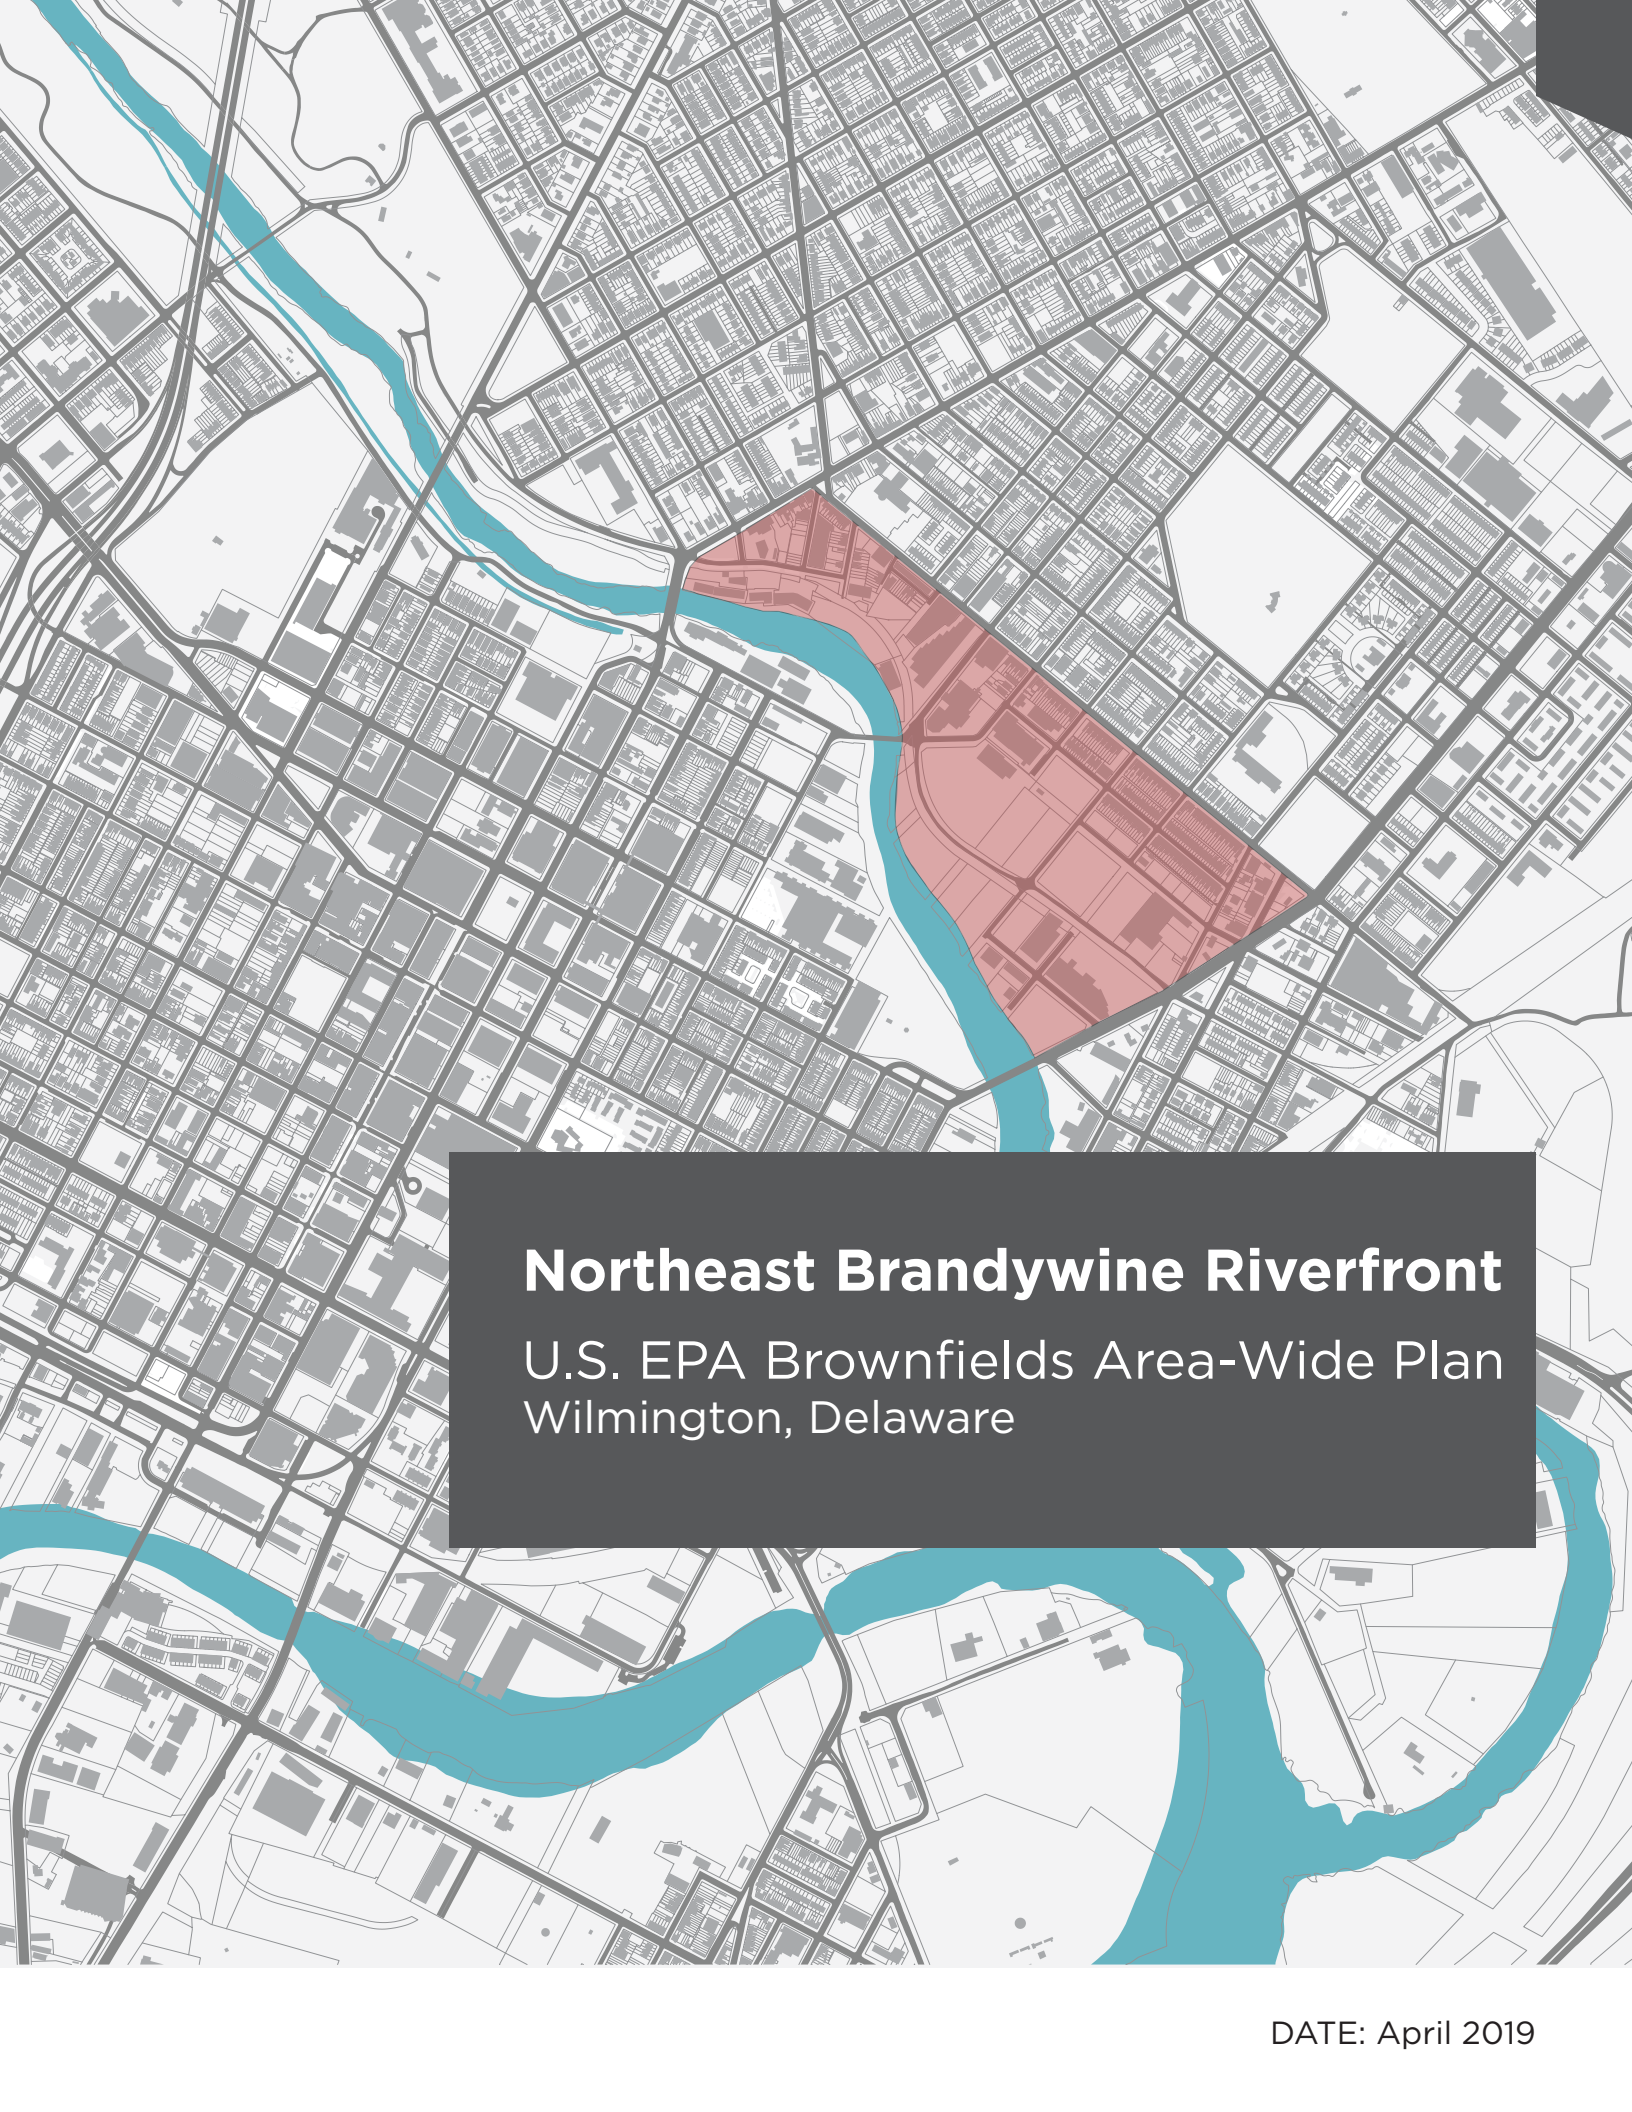 Northeast Brandywine Riverfront
U.S. EPA Brownfields Area-Wide Plan
Wilmington, Delaware
DATE: April 2019